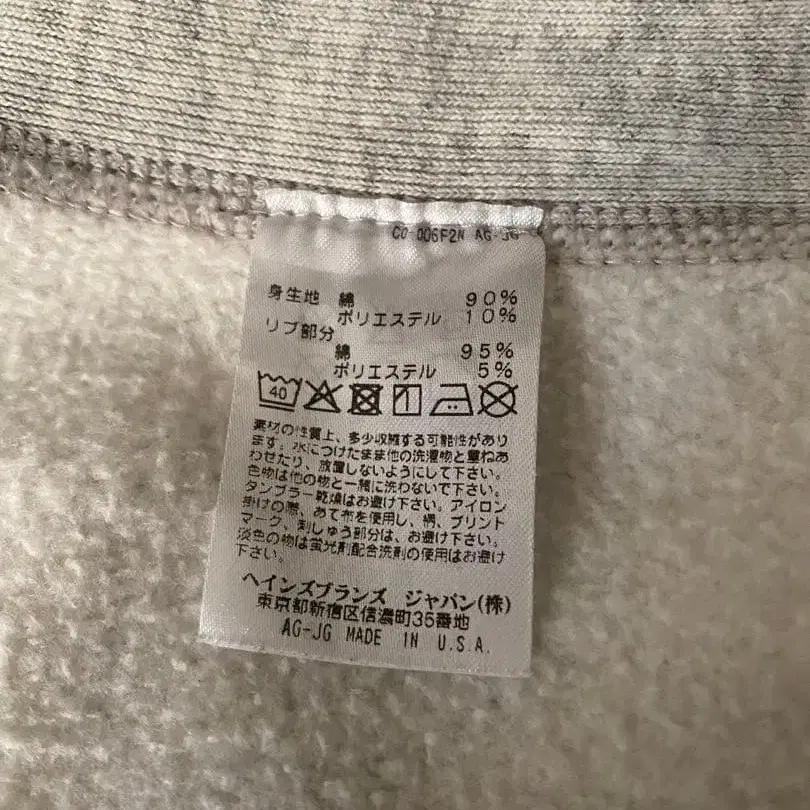 CO-006F2N AG-JG
身生地 綿 90%
ポリエステル 10%
リブ部分
綿 95%
ポリエステル 5%
40
素材の性質上、多少収縮する可能性があり
ます。水につけたまま他の洗濯物と重ねあ
わせたり、放置しないようにして下さい。
色物は他の物と一緒に洗わないで下さい。
タンブラー乾燥はお避け下さい。アイロン
掛けの際、あて布を使用し、柄、プリント
マーク、刺しゅう部分は、お避け下さい。
淡色の物は蛍光剤配合洗剤の使用はお避け
下さい。
ヘインズブランズ ジャパン(株)
東京都新宿区信濃町35番地
AG-JG MADE IN U.S.A.